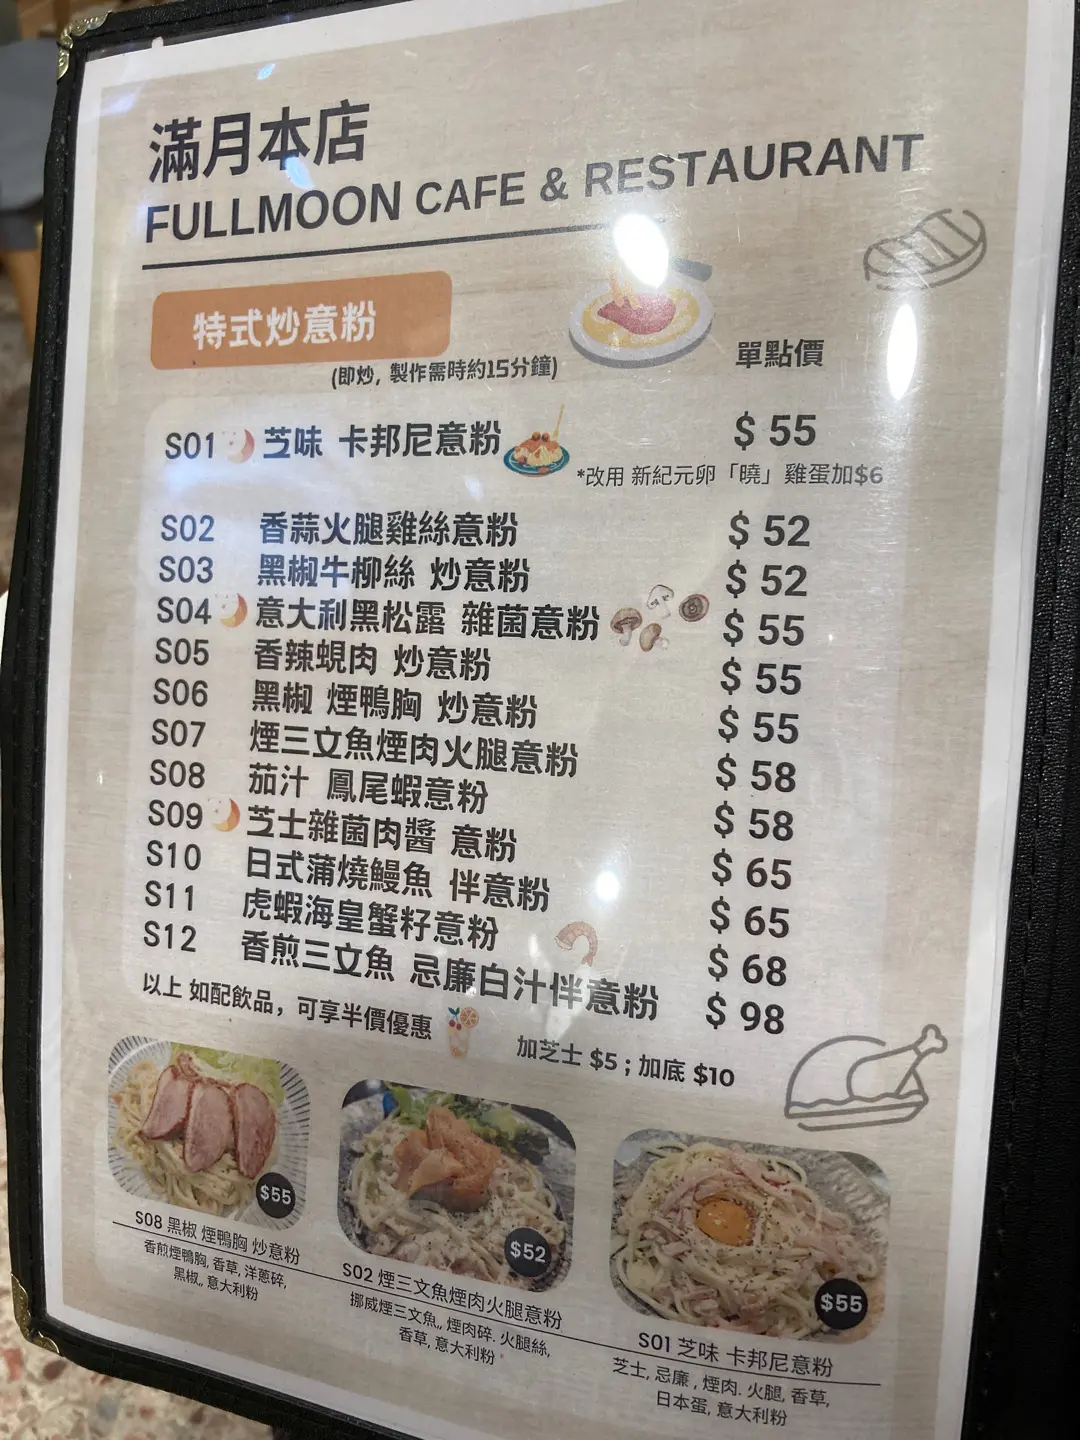 滿月本店
FULLMOON CAFE & RESTAURANT
特式炒意粉
(即炒, 製作需時約15分鐘)
單點價
S01 芝味 卡邦尼意粉 $ 55
*改用 新紀元卵「曉」雞蛋加$6
S02 香蒜火腿雞絲意粉 $ 52
S03 黑椒牛柳絲 炒意粉 $ 52
S04 意大利黑松露 雜菌意粉 $ 55
S05 香辣蜆肉 炒意粉 $ 55
S06 黑椒 煙鴨胸 炒意粉 $ 55
S07 煙三文魚煙肉火腿意粉 $ 58
S08 茄汁 鳳尾蝦意粉 $ 58
S09 芝士雜菌肉醬 意粉 $ 65
S10 日式蒲燒鰻魚 伴意粉 $ 65
S11 虎蝦海皇蟹籽意粉 $ 68
S12 香煎三文魚 忌廉白汁伴意粉 $ 98
以上 如配飲品，可享半價優惠
加芝士 $5 ; 加底 $10
$55
S08 黑椒 煙鴨胸 炒意粉
香煎煙鴨胸, 香草, 洋蔥碎,
黑椒,, 意大利粉
$52
S02 煙三文魚煙肉火腿意粉
挪威煙三文魚,, 煙肉碎. 火腿絲,
香草, 意大利粉
$55
S01 芝味 卡邦尼意粉
芝士, 忌廉 , 煙肉. 火腿, 香草,
日本蛋, 意大利粉